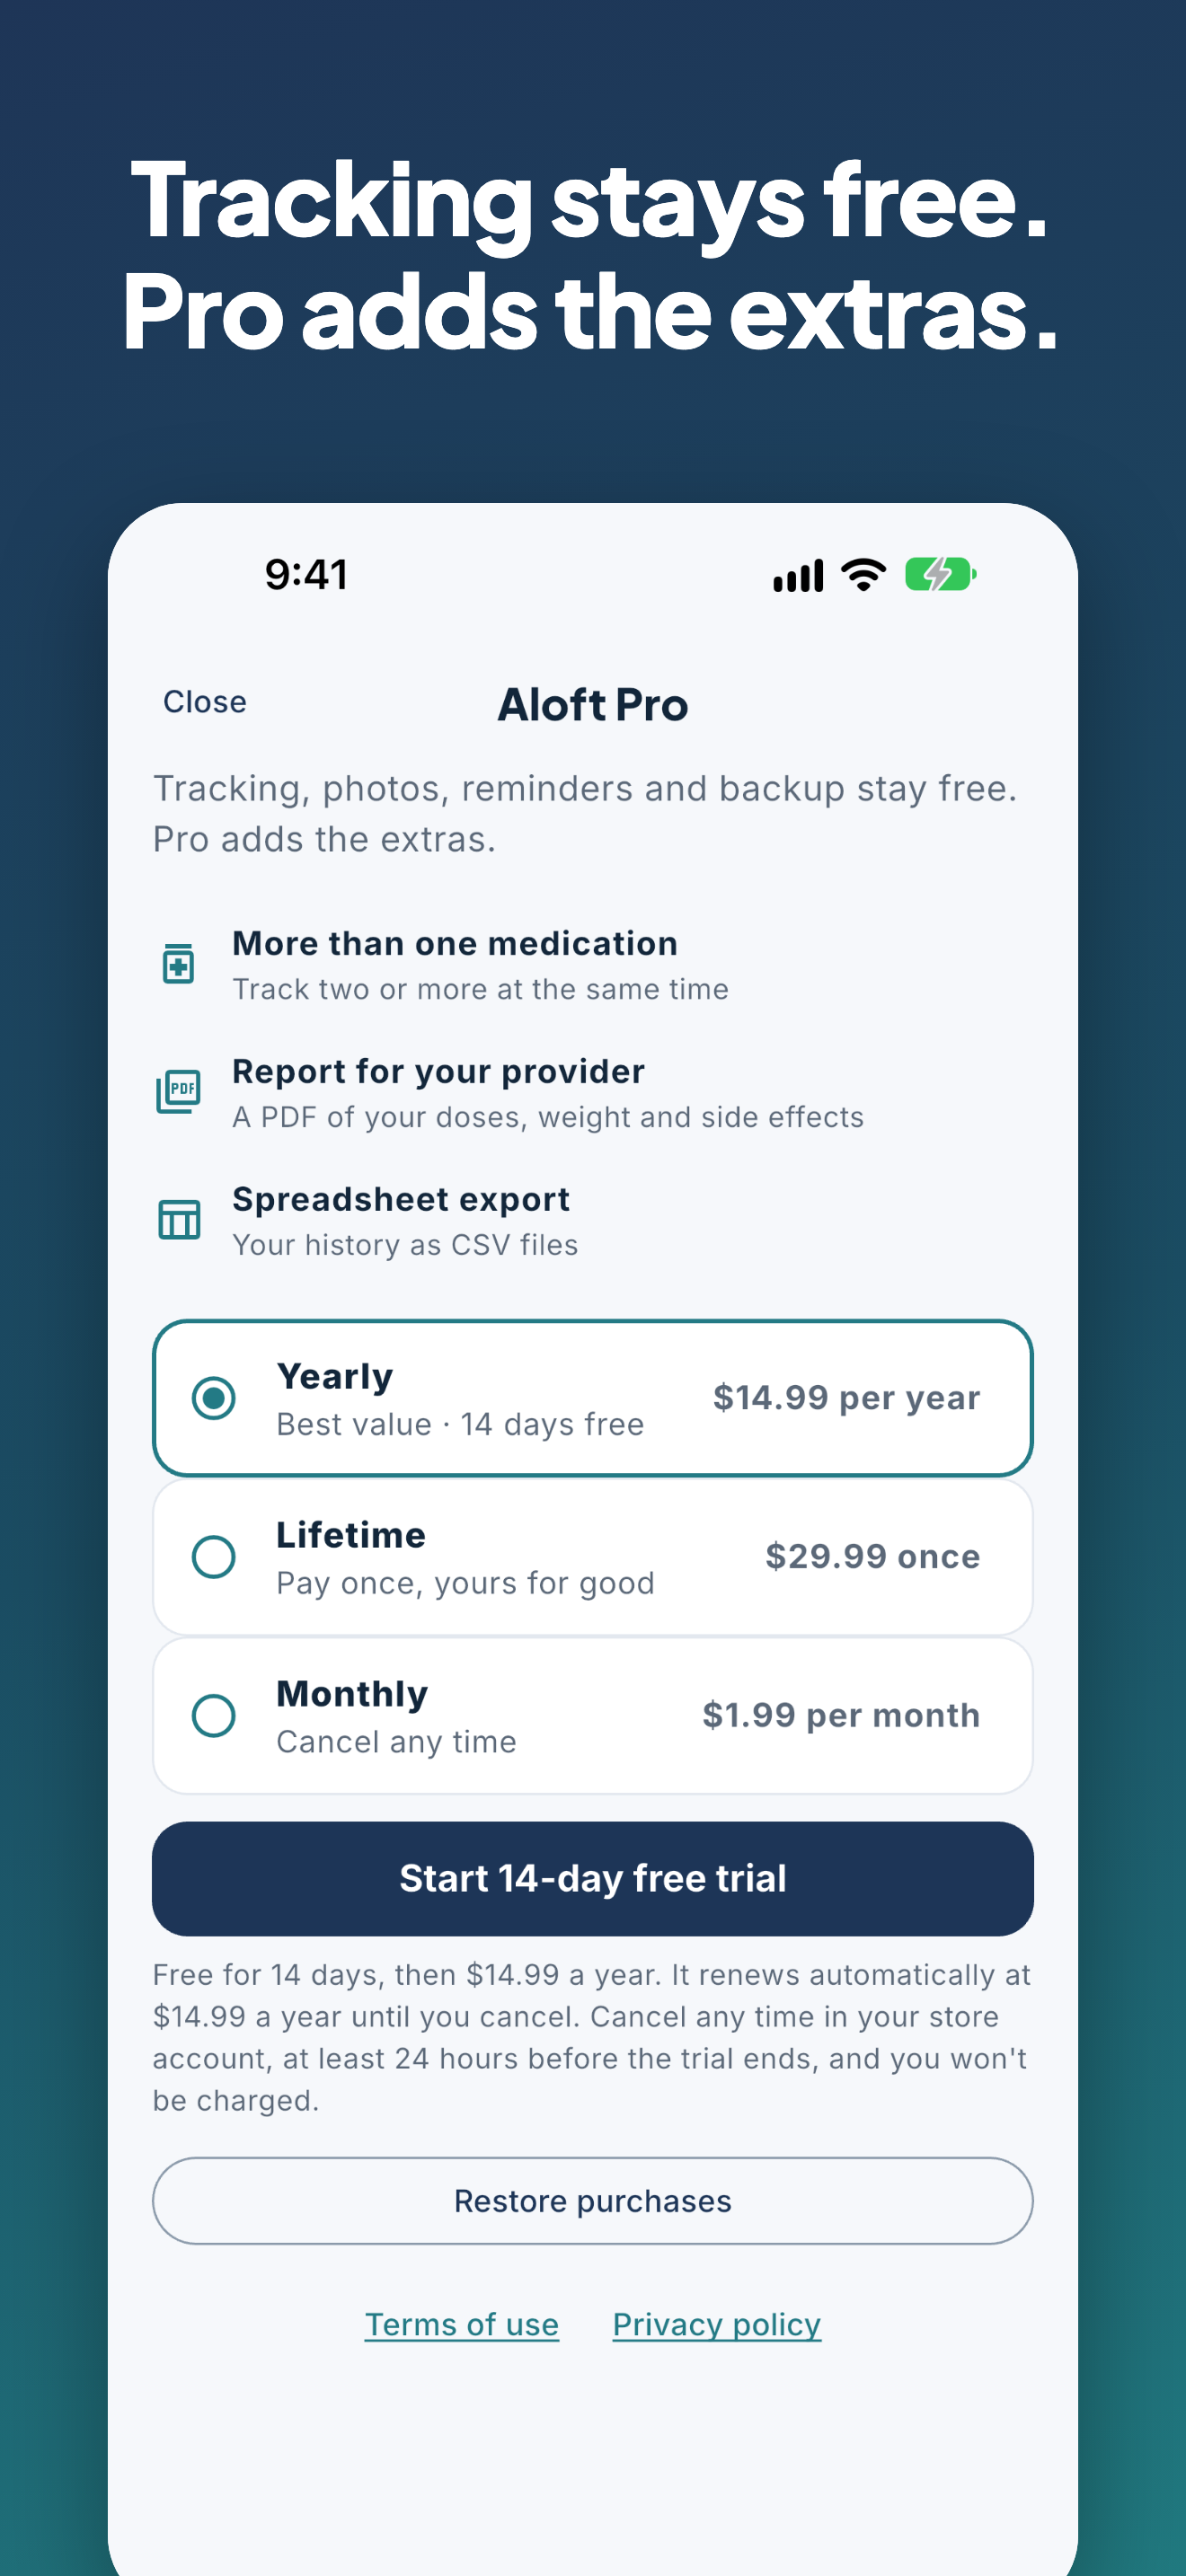 Tracking stays free.
Pro adds the extras.
9:41
Close
Aloft Pro
Tracking, photos, reminders and backup stay free.
Pro adds the extras.
More than one medication
Track two or more at the same time
PDF
Report for your provider
A PDF of your doses, weight and side effects
Spreadsheet export
Your history as CSV files
Yearly
$14.99 per year
Best value · 14 days free
Lifetime
$29.99 once
Pay once, yours for good
Monthly
$1.99 per month
Cancel any time
Start 14-day free trial
Free for 14 days, then $14.99 a year. It renews automatically at
$14.99 a year until you cancel. Cancel any time in your store
account, at least 24 hours before the trial ends, and you won't
be charged.
Restore purchases
Terms of use Privacy policy